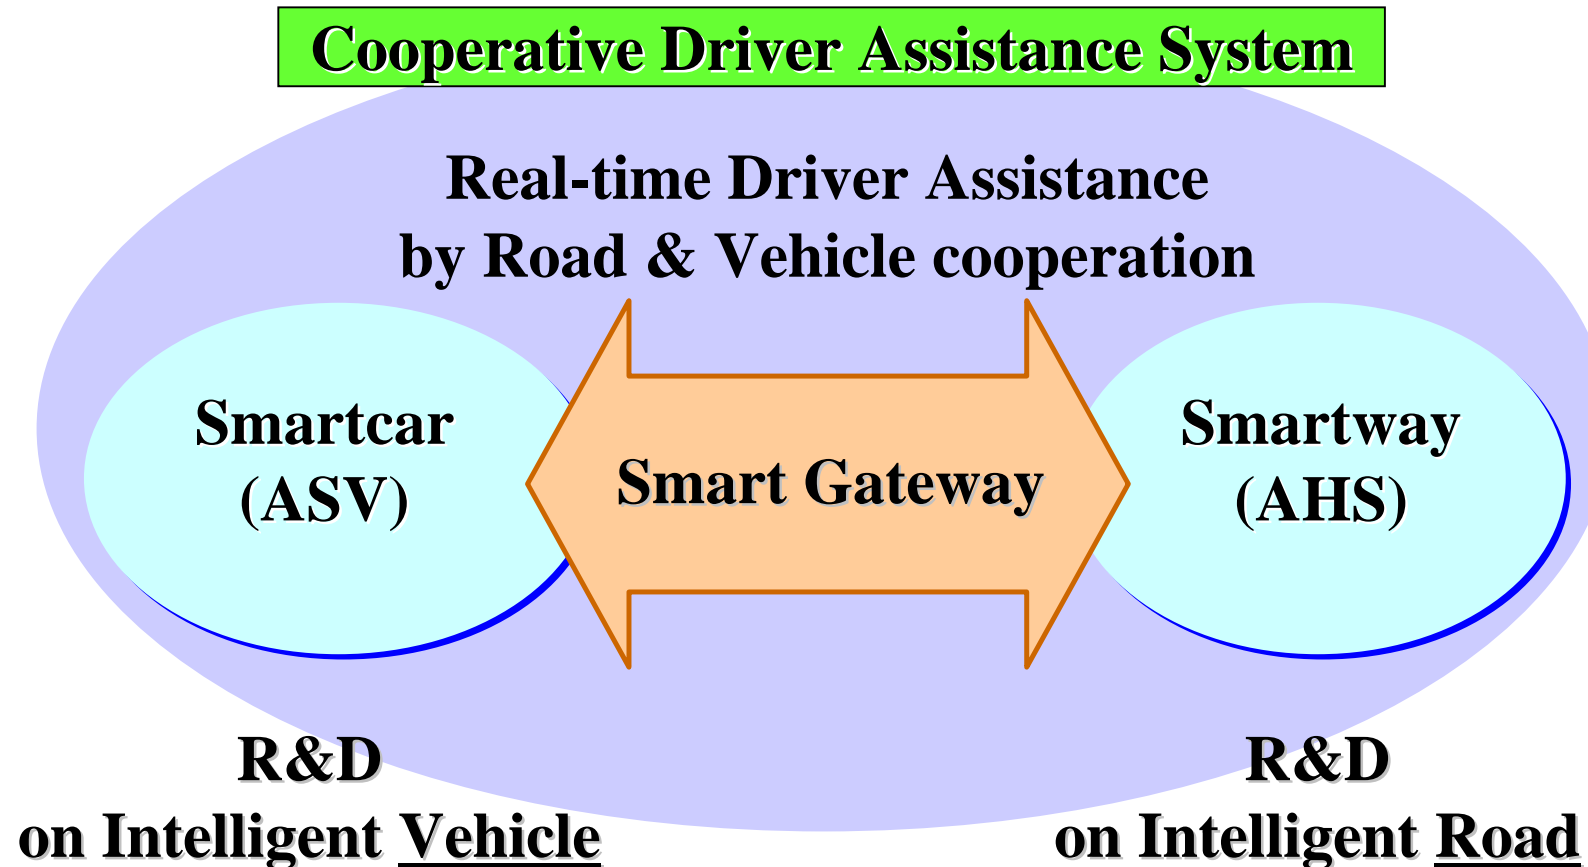 Cooperative Driver Assistance System
Real-time Driver Assistance
by Road & Vehicle cooperation
Smartcar
(ASV)
Smart Gateway
Smartway
(AHS)
R&D
on Intelligent Vehicle
R&D
on Intelligent Road